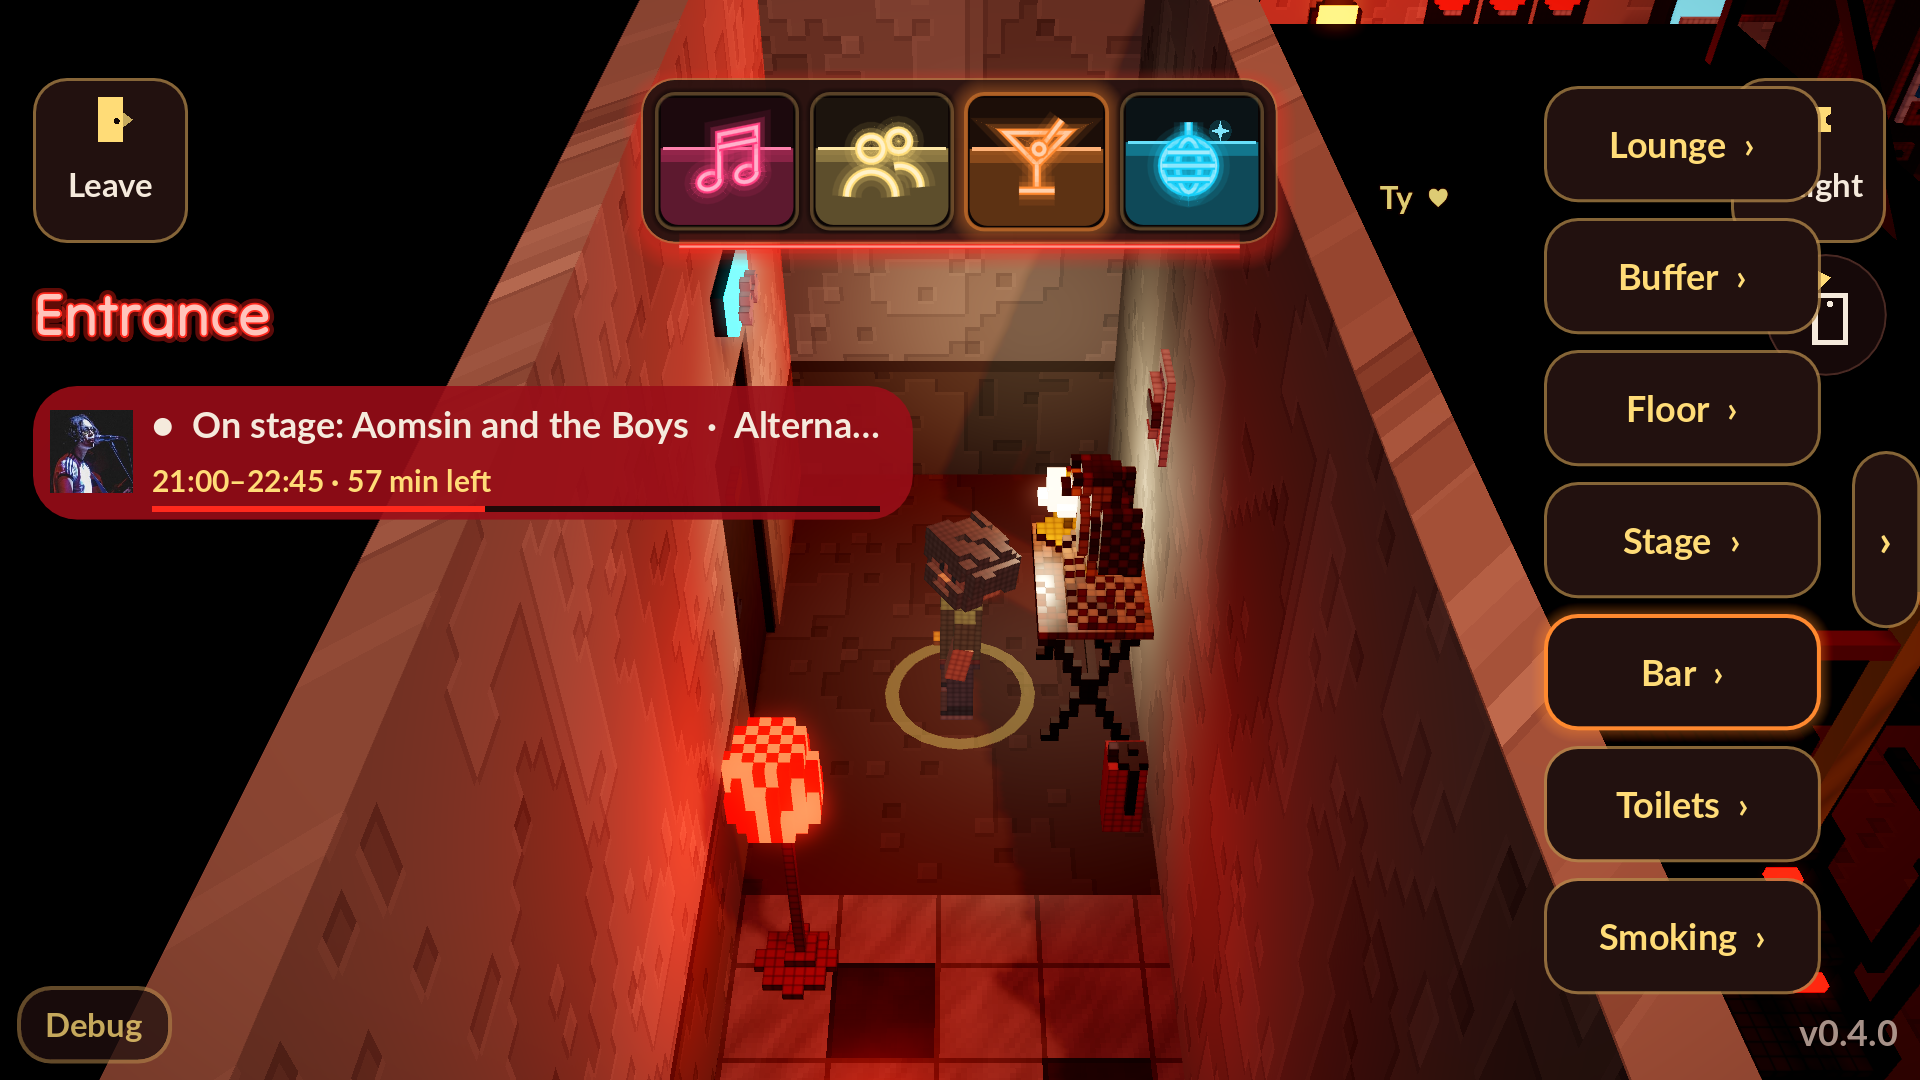 Leave
Entrance
On stage: Aomsin and the Boys · Alterna...
21:00–22:45 · 57 min left
Ty ♥
Lounge ›
ght
Buffer ›
Floor ›
Stage ›
Bar ›
Toilets ›
Smoking ›
›
Debug
v0.4.0